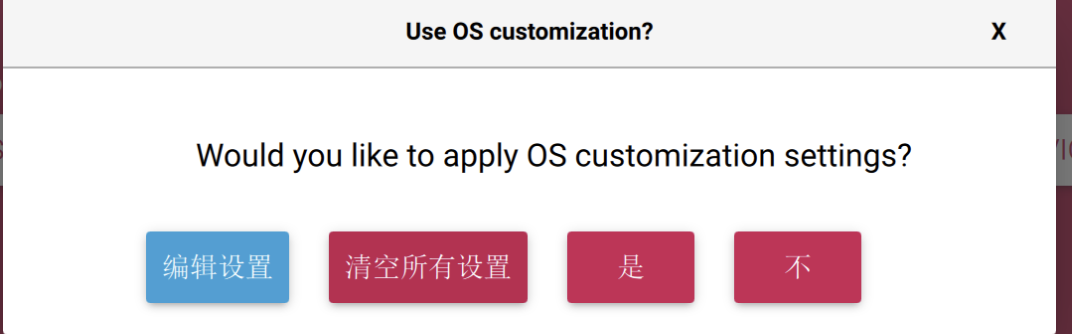 Use OS customization?
X
Would you like to apply OS customization settings?
编辑设置
清空所有设置
是
不